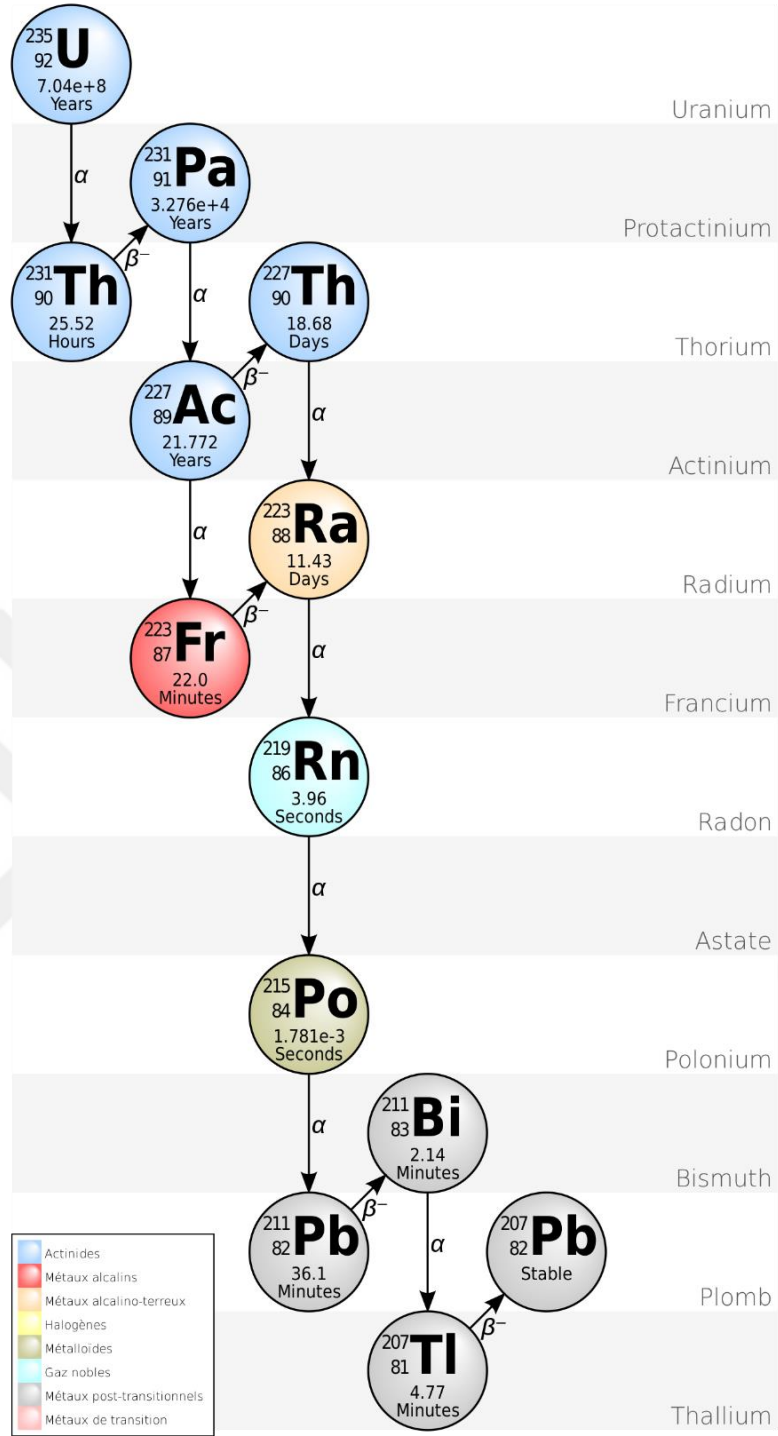 235
92 U
7.04e+8
Years
Uranium
α
231
91 Pa
3.276e+4
Years
Protactinium
β⁻
231
90 Th
25.52
Hours
α
227
90 Th
18.68
Days
Thorium
β⁻
227
89 Ac
21.772
Years
α
Actinium
α
223
88 Ra
11.43
Days
Radium
β⁻
223
87 Fr
22.0
Minutes
α
Francium
219
86 Rn
3.96
Seconds
Radon
α
Astate
215
84 Po
1.781e-3
Seconds
Polonium
α
211
83 Bi
2.14
Minutes
Bismuth
β⁻
211
82 Pb
36.1
Minutes
α
207
82 Pb
Stable
Plomb
β⁻
207
81 Tl
4.77
Minutes
Thallium
Actinides
Métaux alcalins
Métaux alcalino-terreux
Halogènes
Métalloïdes
Gaz nobles
Métaux post-transitionnels
Métaux de transition